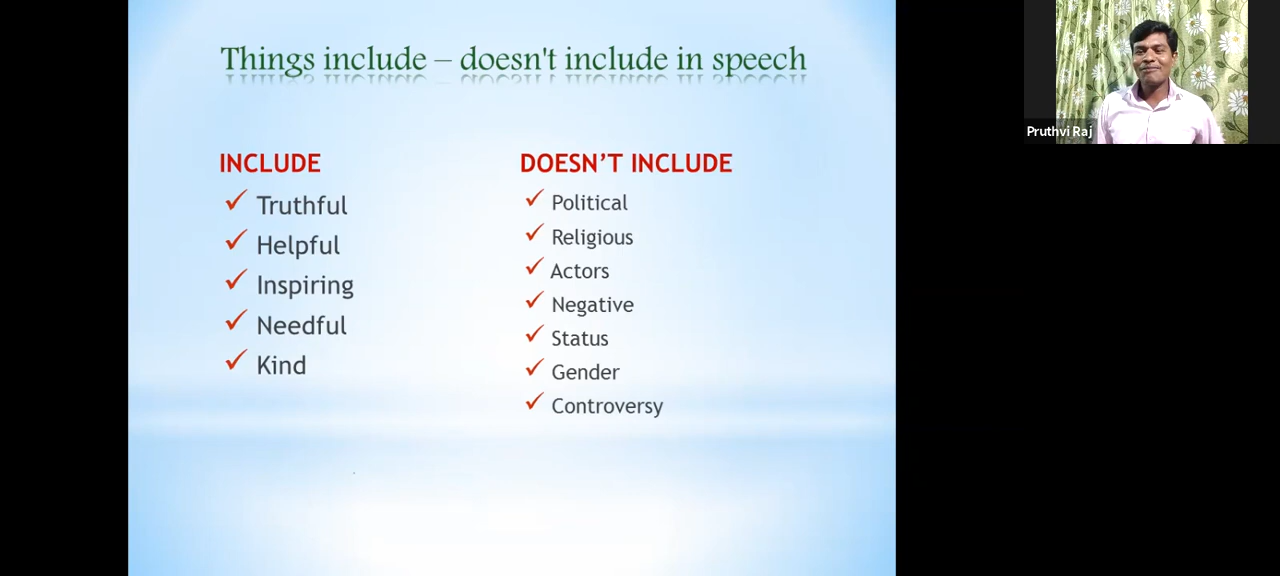 Things include – doesn't include in speech
INCLUDE
Truthful
Helpful
Inspiring
Needful
Kind
DOESN’T INCLUDE
Political
Religious
Actors
Negative
Status
Gender
Controversy
Pruthvi Raj